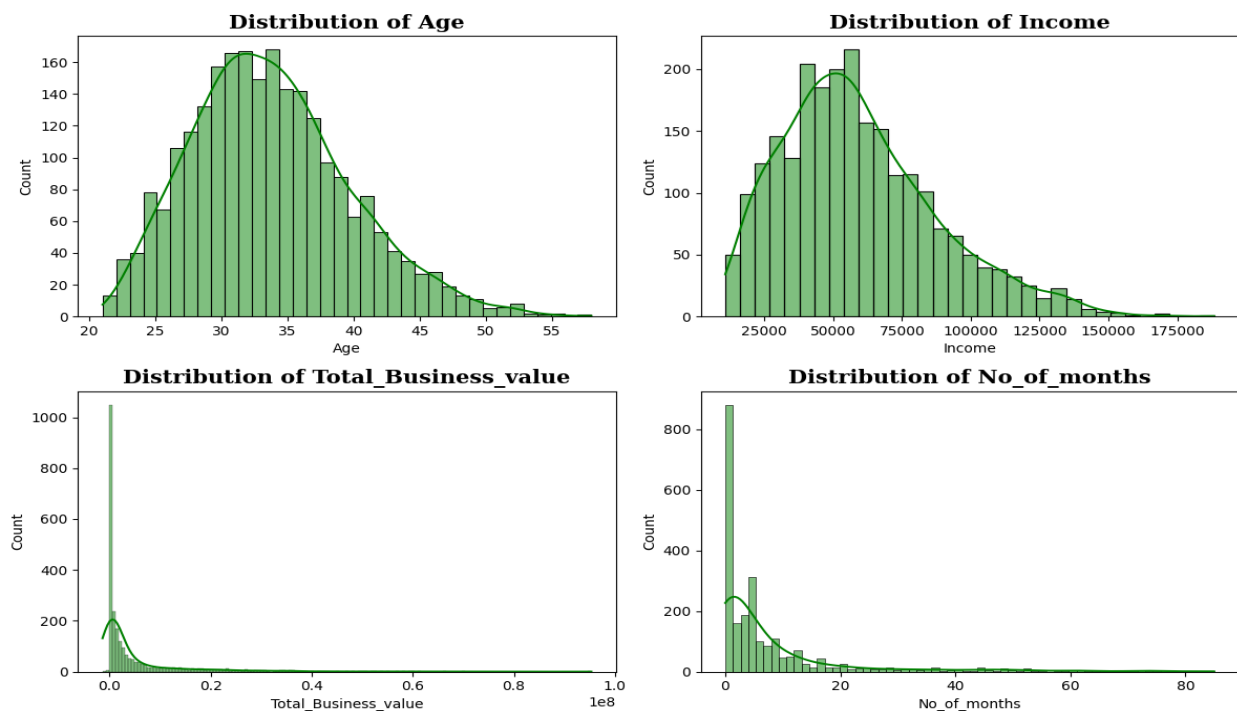 Distribution of Age
160
140
120
100
80
60
40
20
0
Count
20 25 30 35 40 45 50 55
Age
Distribution of Income
200
150
100
50
0
Count
25000 50000 75000 100000 125000 150000 175000
Income
Distribution of Total_Business_value
1000
800
600
400
200
0
Count
0.0 0.2 0.4 0.6 0.8 1.0
1e8
Total_Business_value
Distribution of No_of_months
800
600
400
200
0
Count
0 20 40 60 80
No_of_months